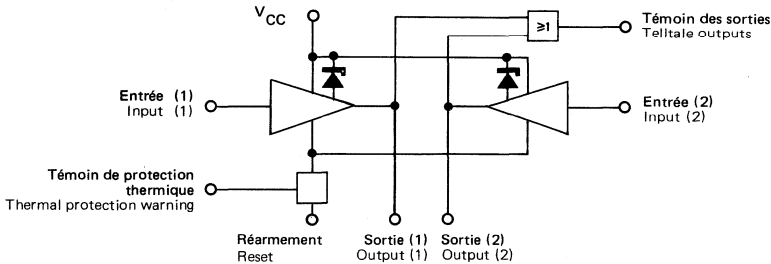 V CC
≥1
Témoin des sorties
Telltale outputs
Entrée (1)
Input (1)
Entrée (2)
Input (2)
Témoin de protection
thermique
Thermal protection warning
Réarmement
Reset
Sortie (1)
Output (1)
Sortie (2)
Output (2)